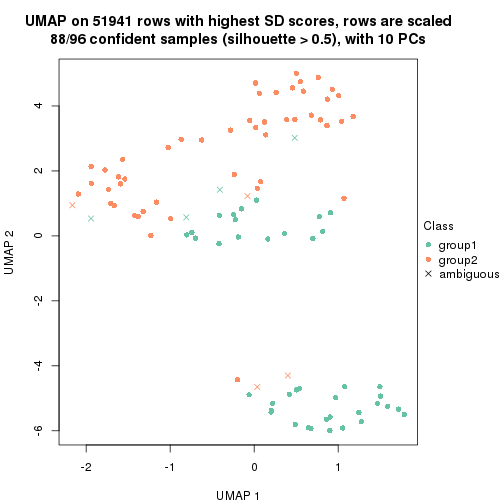 UMAP on 51941 rows with highest SD scores, rows are scaled
88/96 confident samples (silhouette > 0.5), with 10 PCs
4
2
0
-2
-4
-6
UMAP 2
-2
-1
0
1
UMAP 1
Class
group1
group2
ambiguous